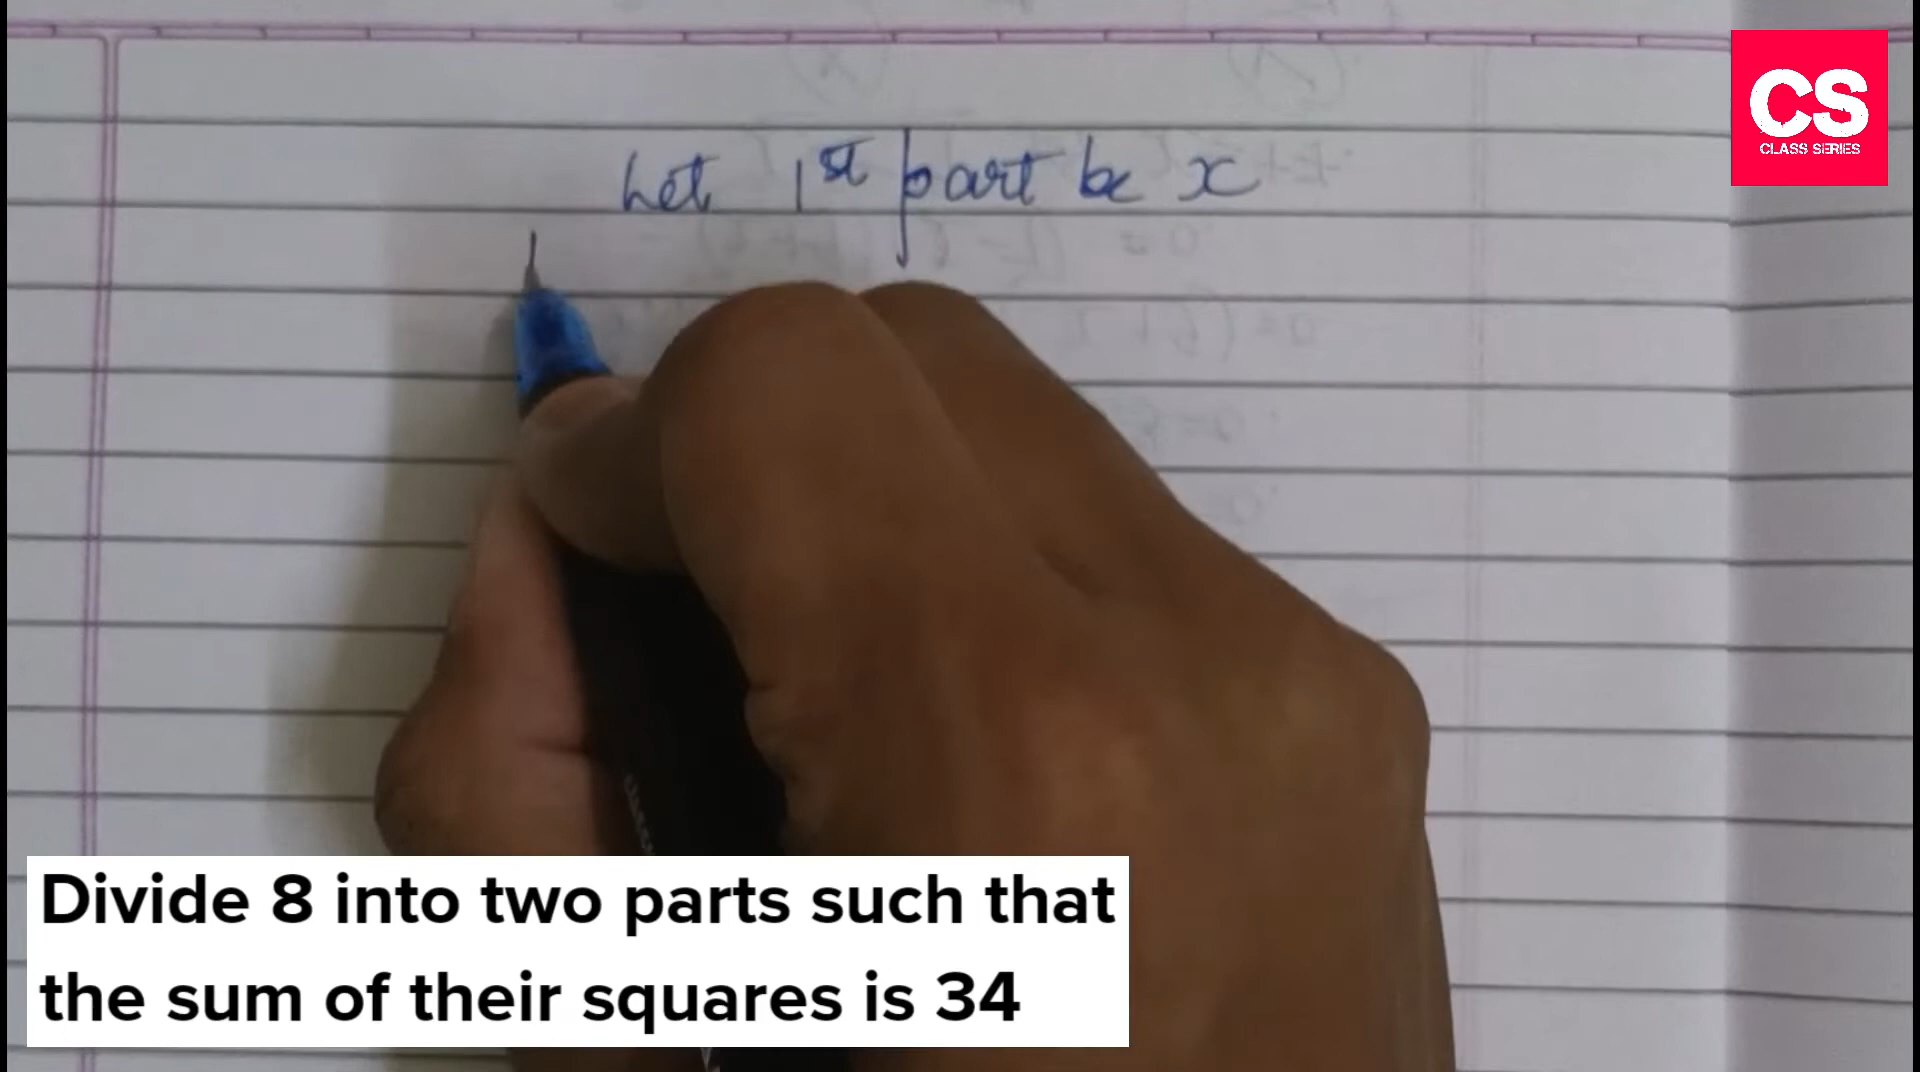 Let 1st part be x
CS
CLASS SERIES
Divide 8 into two parts such that
the sum of their squares is 34